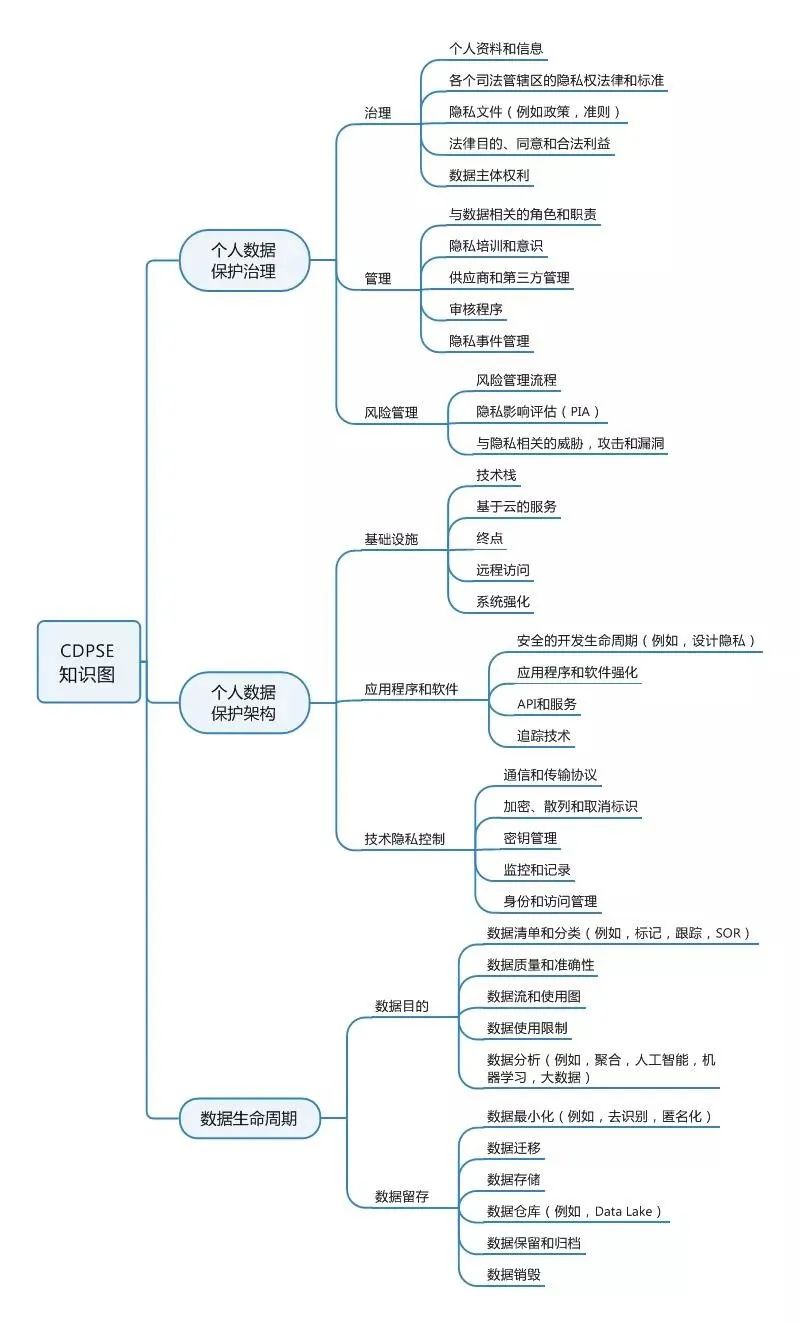 CDPSE
知识图
个人数据
保护治理
治理
个人资料和信息
各个司法管辖区的隐私权法律和标准
隐私文件（例如政策，准则）
法律目的、同意和合法利益
数据主体权利
管理
与数据相关的角色和职责
隐私培训和意识
供应商和第三方管理
审核程序
隐私事件管理
风险管理
风险管理流程
隐私影响评估（PIA）
与隐私相关的威胁，攻击和漏洞
个人数据
保护架构
基础设施
技术栈
基于云的服务
终点
远程访问
系统强化
应用程序和软件
安全的开发生命周期（例如，设计隐私）
应用程序和软件强化
API和服务
追踪技术
技术隐私控制
通信和传输协议
加密、散列和取消标识
密钥管理
监控和记录
身份和访问管理
数据生命周期
数据目的
数据清单和分类（例如，标记，跟踪，SOR）
数据质量和准确性
数据流和使用图
数据使用限制
数据分析（例如，聚合，人工智能，机
器学习，大数据）
数据留存
数据最小化（例如，去识别，匿名化）
数据迁移
数据存储
数据仓库（例如，Data Lake）
数据保留和归档
数据销毁